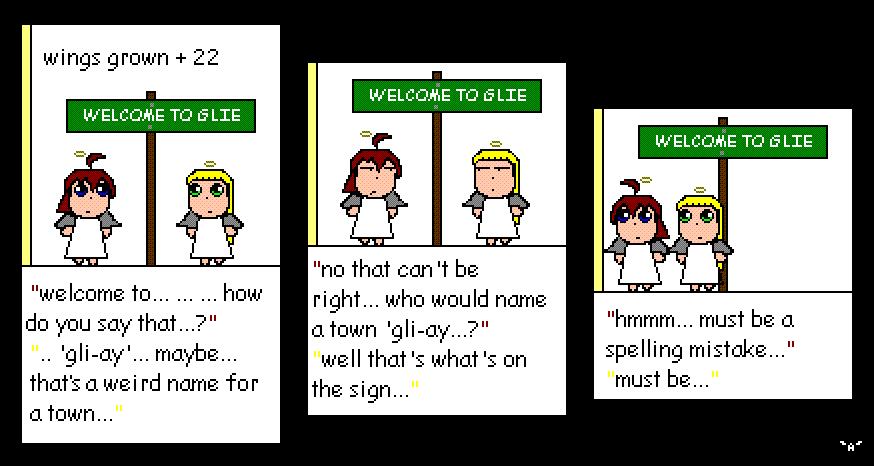 wings grown + 22
WELCOME TO GLIE
"welcome to... ... ... how
do you say that...?"
".. 'gli-ay'... maybe...
that's a weird name for
a town..."
WELCOME TO GLIE
"no that can't be
right... who would name
a town 'gli-ay...?"
"well that's what's on
the sign..."
WELCOME TO GLIE
"hmmm... must be a
spelling mistake..."
"must be..."
"A"